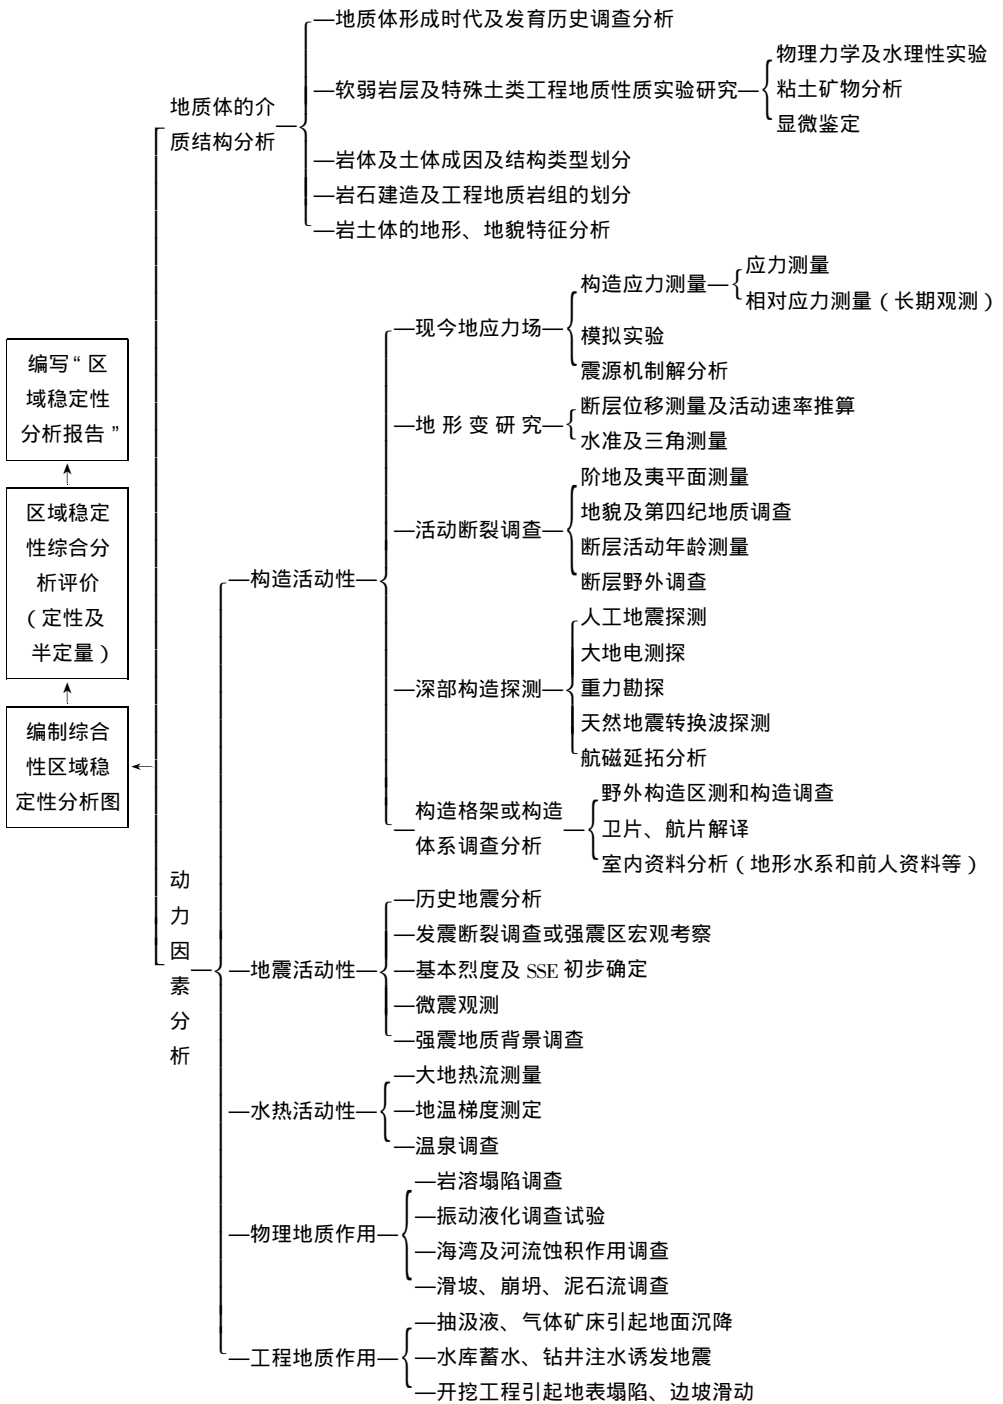 地质体形成时代及发育历史调查分析
物理力学及水理性实验
软弱岩层及特殊土类工程地质性质实验研究
粘土矿物分析
显微鉴定
地质体的介
质结构分析
岩体及土体成因及结构类型划分
岩石建造及工程地质岩组的划分
岩土体的地形、地貌特征分析
应力测量
构造应力测量
相对应力测量(长期观测)
现今地应力场
模拟实验
震源机制解分析
编写“区
域稳定性
分析报告”
断层位移测量及活动速率推算
地形变研究
水准及三角测量
阶地及夷平面测量
地貌及第四纪地质调查
活动断裂调查
断层活动年龄测量
断层野外调查
区域稳定
性综合分
析评价
(定性及
半定量)
构造活动性
人工地震探测
大地电测探
深部构造探测
重力勘探
天然地震转换波探测
航磁延拓分析
编制综合
性区域稳
定性分析图
野外构造区测和构造调查
构造格架或构造
体系调查分析
卫片、航片解译
室内资料分析(地形水系和前人资料等)
动
力
因
素
分
析
历史地震分析
发震断裂调查或强震区宏观考察
地震活动性
基本烈度及 SSE 初步确定
微震观测
强震地质背景调查
大地热流测量
水热活动性
地温梯度测定
温泉调查
岩溶塌陷调查
振动液化调查试验
物理地质作用
海湾及河流蚀积作用调查
滑坡、崩坍、泥石流调查
抽汲液、气体矿床引起地面沉降
工程地质作用
水库蓄水、钻井注水诱发地震
开挖工程引起地表塌陷、边坡滑动